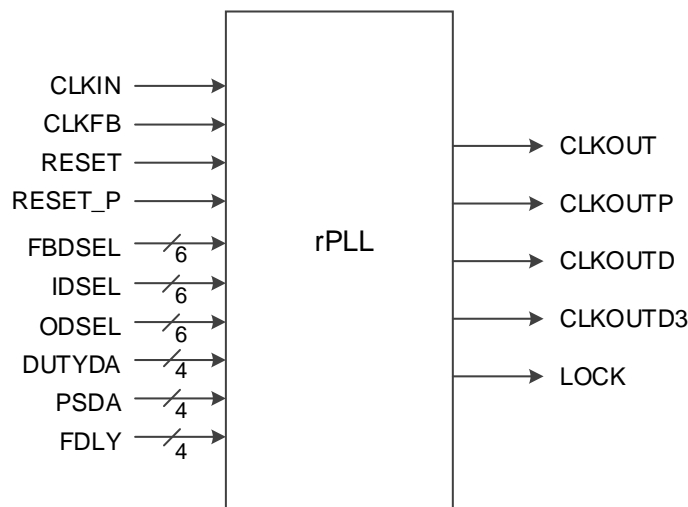 CLKIN
CLKFB
RESET
RESET_P
FBDSEL
6
IDSEL
6
ODSEL
6
DUTYDA
4
PSDA
4
FDLY
4
rPLL
CLKOUT
CLKOUTP
CLKOUTD
CLKOUTD3
LOCK